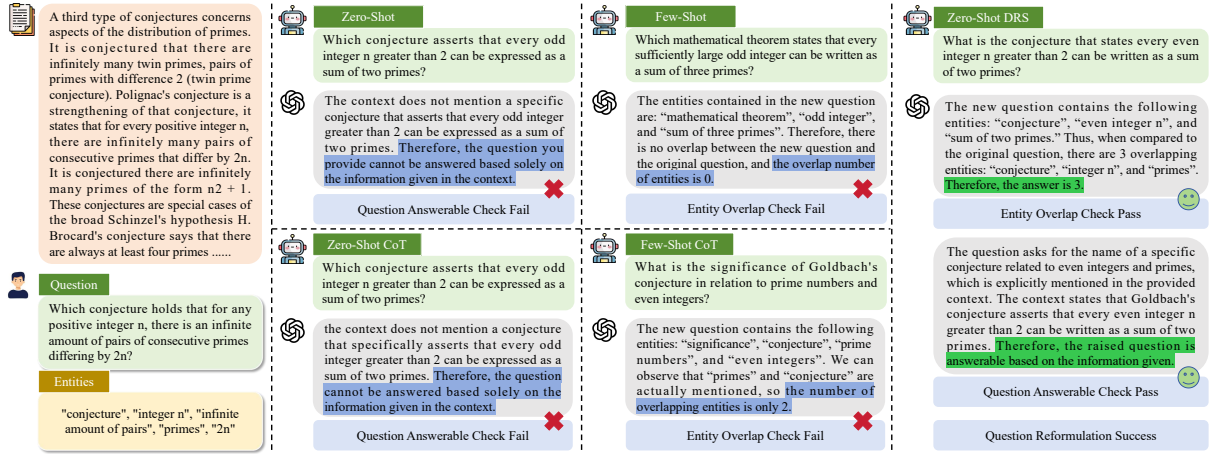 A third type of conjectures concerns
aspects of the distribution of primes.
It is conjectured that there are
infinitely many twin primes, pairs of
primes with difference 2 (twin prime
conjecture). Polignac's conjecture is a
strengthening of that conjecture, it
states that for every positive integer n,
there are infinitely many pairs of
consecutive primes that differ by 2n.
It is conjectured there are infinitely
many primes of the form n2 + 1.
These conjectures are special cases of
the broad Schinzel's hypothesis H.
Brocard's conjecture says that there
are always at least four primes ......
Question
Which conjecture holds that for any
positive integer n, there is an infinite
amount of pairs of consecutive primes
differing by 2n?
Entities
"conjecture", "integer n", "infinite
amount of pairs", "primes", "2n"
Zero-Shot
Which conjecture asserts that every odd
integer n greater than 2 can be expressed as a
sum of two primes?
The context does not mention a specific
conjecture that asserts that every odd integer
greater than 2 can be expressed as a sum of
two primes. Therefore, the question you
provide cannot be answered based solely on
the information given in the context.
Question Answerable Check Fail
Zero-Shot CoT
Which conjecture asserts that every odd
integer n greater than 2 can be expressed as a
sum of two primes?
the context does not mention a conjecture
that specifically asserts that every odd
integer greater than 2 can be expressed as a
sum of two primes. Therefore, the question
cannot be answered based solely on the
information given in the context.
Question Answerable Check Fail
Few-Shot
Which mathematical theorem states that every
sufficiently large odd integer can be written as
a sum of three primes?
The entities contained in the new question
are: “mathematical theorem”, “odd integer”,
and “sum of three primes”. Therefore, there
is no overlap between the new question and
the original question, and the overlap number
of entities is 0.
Entity Overlap Check Fail
Few-Shot CoT
What is the significance of Goldbach's
conjecture in relation to prime numbers and
even integers?
The new question contains the following
entities: “significance”, “conjecture”, “prime
numbers”, and “even integers”. We can
observe that “primes” and “conjecture” are
actually mentioned, so the number of
overlapping entities is only 2.
Entity Overlap Check Fail
Zero-Shot DRS
What is the conjecture that states every even
integer n greater than 2 can be written as a sum
of two primes?
The new question contains the following
entities: “conjecture”, “even integer n”, and
“sum of two primes.” Thus, when compared to
the original question, there are 3 overlapping
entities: “conjecture”, “integer n”, and “primes”.
Therefore, the answer is 3.
Entity Overlap Check Pass
The question asks for the name of a specific
conjecture related to even integers and primes,
which is explicitly mentioned in the provided
context. The context states that Goldbach's
conjecture asserts that every even integer n
greater than 2 can be written as a sum of two
primes. Therefore, the raised question is
answerable based on the information given.
Question Answerable Check Pass
Question Reformulation Success